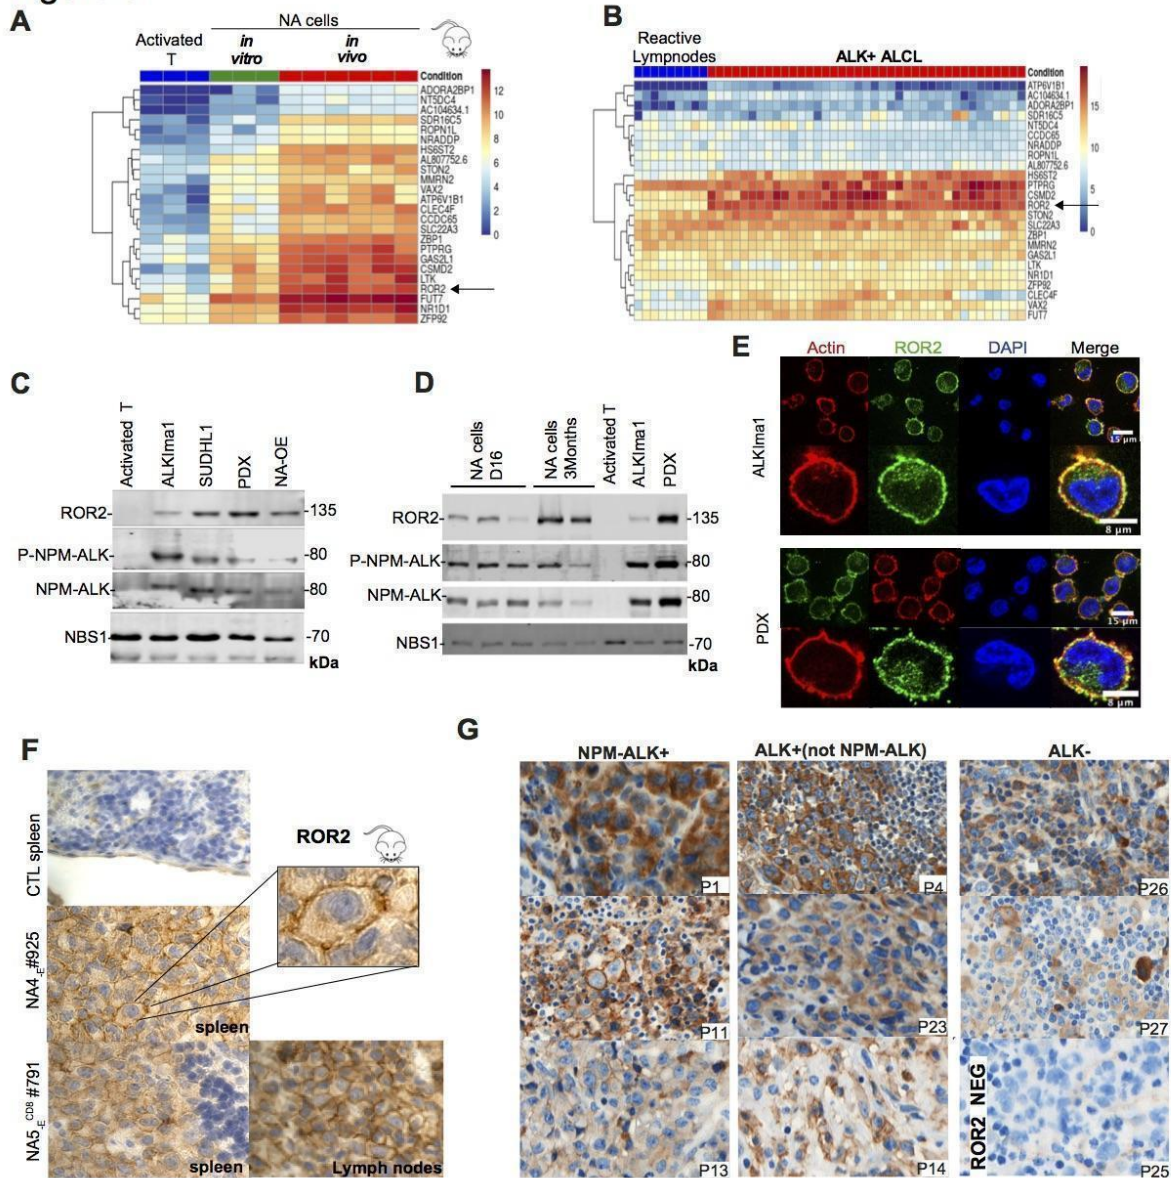 A
NA cells
Activated
T
in
vitro
in
vivo
Condition
ADORA2BP1
NT5DC4
AC104634.1
SDR16C5
ROPN1L
NRADDP
HS6ST2
AL807752.6
STON2
MMRN2
VAX2
ATP6V1B1
CLEC4F
CCDC65
SLC22A3
ZBP1
PTPRG
GAS2L1
CSMD2
LTK
ROR2
FUT7
NR1D1
ZFP92
12
10
8
6
4
2
0
B
Reactive
Lympnodes
ALK+ ALCL
Condition
ATP6V1B1
AC104634.1
ADORA2BP1
SDR16C5
NT5DC4
CCDC65
NRADDP
ROPN1L
AL807752.6
HS6ST2
PTPRG
CSMD2
ROR2
STON2
SLC22A3
ZBP1
MMRN2
GAS2L1
LTK
NR1D1
ZFP92
CLEC4F
VAX2
FUT7
15
10
5
0
C
Activated T
ALKIma1
SUDHL1
PDX
NA-OE
ROR2- -135
P-NPM-ALK -80
NPM-ALK -80
NBS1- -70
kDa
D
NA cells
D16
NA cells
3Months
Activated T
ALKIma1
PDX
ROR2- -135
P-NPM-ALK -80
NPM-ALK -80
NBS1- -70
kDa
E
Actin ROR2 DAPI Merge
ALKIma1
15 µm
8 µm
PDX
15 µm
8 µm
F
CTL spleen
ROR2
NA4-E#925
spleen
NA5-E CD8 #791
spleen
Lymph nodes
G
NPM-ALK+ ALK+(not NPM-ALK) ALK-
P1 P4 P26
P11 P23 P27
P13 P14 P25
ROR2 NEG